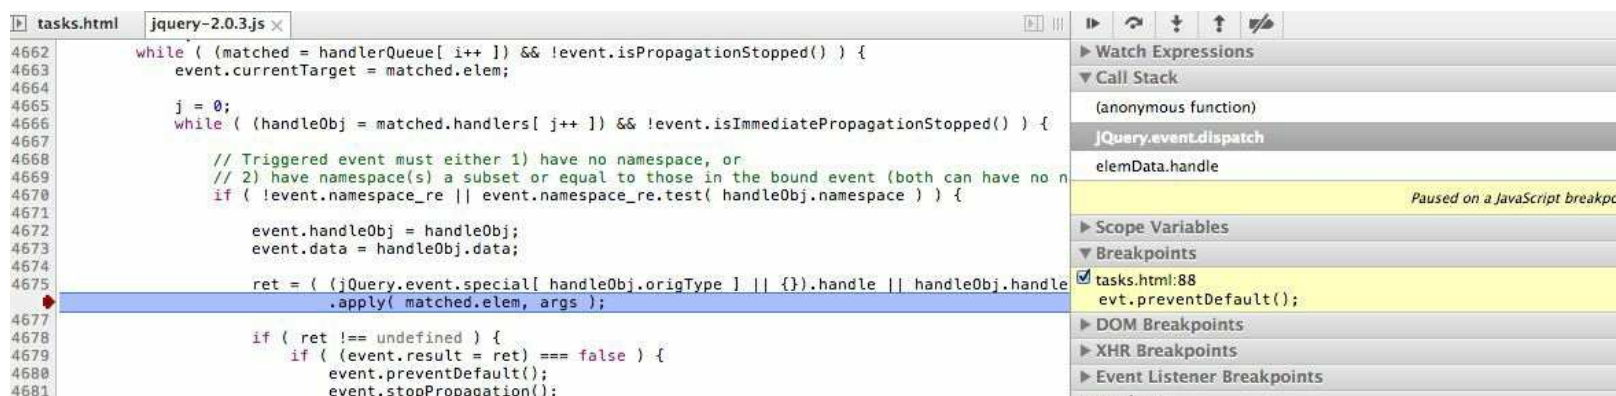 tasks.html jquery-2.0.3.js ×
4662 while ( (matched = handlerQueue[ i++ ]) && !event.isPropagationStopped() ) {
4663 event.currentTarget = matched.elem;
4664
4665 j = 0;
4666 while ( (handleObj = matched.handlers[ j++ ]) && !event.isImmediatePropagationStopped() ) {
4667
4668 // Triggered event must either 1) have no namespace, or
4669 // 2) have namespace(s) a subset or equal to those in the bound event (both can have no n
4670 if ( !event.namespace_re || event.namespace_re.test( handleObj.namespace ) ) {
4671
4672 event.handleObj = handleObj;
4673 event.data = handleObj.data;
4674
4675 ret = ( (jQuery.event.special[ handleObj.origType ] || {}).handle || handleObj.handle
.apply( matched.elem, args );
4677
4678 if ( ret !== undefined ) {
4679 if ( (event.result = ret) === false ) {
4680 event.preventDefault();
4681 event.stopPropagation();
Watch Expressions
Call Stack
(anonymous function)
jQuery.event.dispatch
elemData.handle
Paused on a JavaScript breakpo
Scope Variables
Breakpoints
tasks.html:88
evt.preventDefault();
DOM Breakpoints
XHR Breakpoints
Event Listener Breakpoints